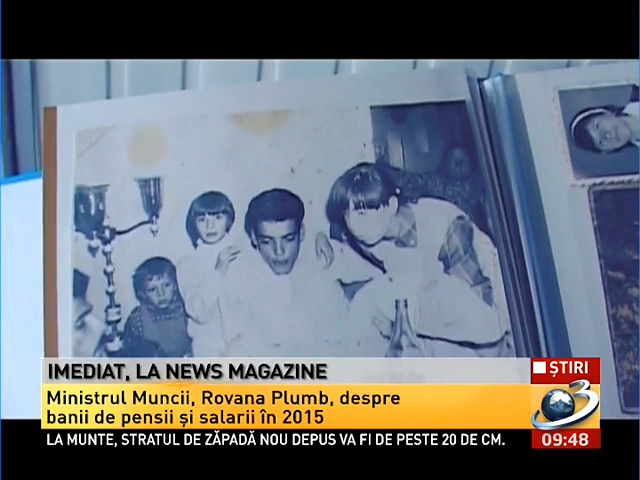 IMEDIAT, LA NEWS MAGAZINE
ȘTIRI
Ministrul Muncii, Rovana Plumb, despre
banii de pensii și salarii în 2015
3
LA MUNTE, STRATUL DE ZĂPADĂ NOU DEPUS VA FI DE PESTE 20 DE CM.
09:48